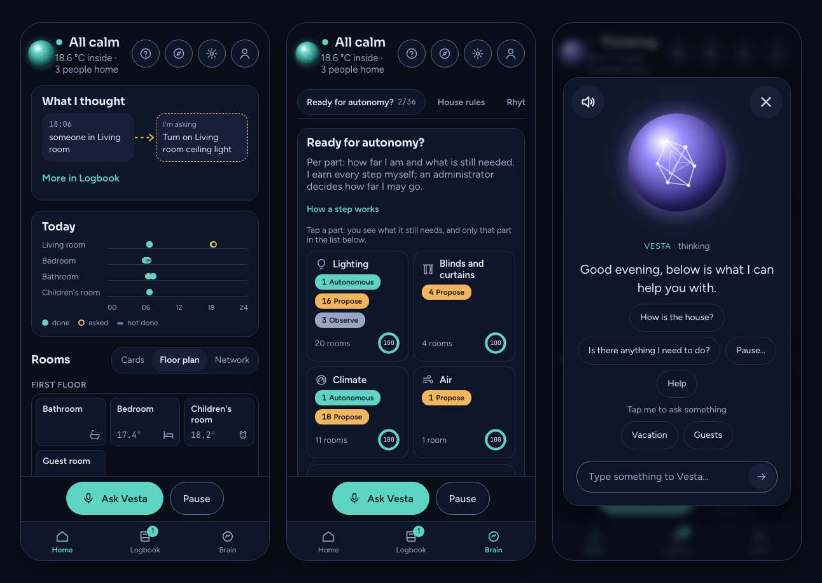 All calm
18.6 °C inside ·
3 people home
What I thought
18:06
someone in Living
room
I'm asking
Turn on Living
room ceiling light
More in Logbook
Today
Living room
Bedroom
Bathroom
Children's room
00 06 12 18 24
done asked not done
Rooms
Cards Floor plan Network
FIRST FLOOR
Bathroom
Bedroom
17.4°
Children's
room
18.2°
Guest room
Ask Vesta
Pause
Home
Logbook
1
Brain
All calm
18.6 °C inside ·
3 people home
Ready for autonomy? 2/36
House rules
Ready for autonomy?
Per part: how far I am and what is still needed.
I earn every step myself; an administrator
decides how far I may go.
How a step works
Tap a part: you see what it still needs, and only that part
in the list below.
Lighting
1 Autonomous
16 Propose
3 Observe
20 rooms
100
Blinds and
curtains
4 Propose
4 rooms
100
Climate
1 Autonomous
18 Propose
11 rooms
100
Air
1 Propose
1 room
100
Ask Vesta
Pause
Home
Logbook
1
Brain
VESTA · thinking
Good evening, below is what I can
help you with.
How is the house?
Is there anything I need to do?
Pause...
Help
Tap me to ask something
Vacation
Guests
Type something to Vesta...